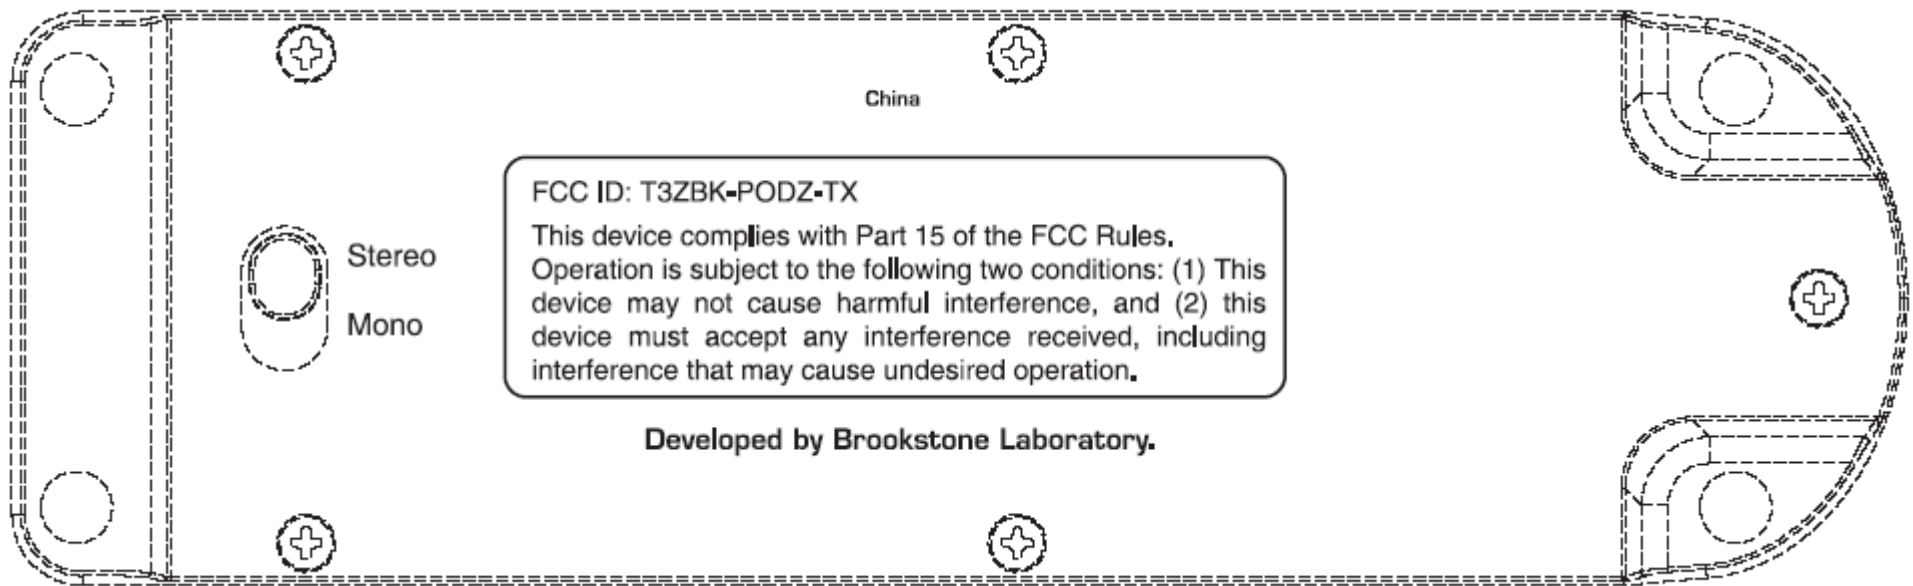 China
FCC ID: T3ZBK-PODZ-TX
This device complies with Part 15 of the FCC Rules.
Operation is subject to the following two conditions: (1) This
device may not cause harmful interference, and (2) this
device must accept any interference received, including
interference that may cause undesired operation.
Stereo
Mono
Developed by Brookstone Laboratory.